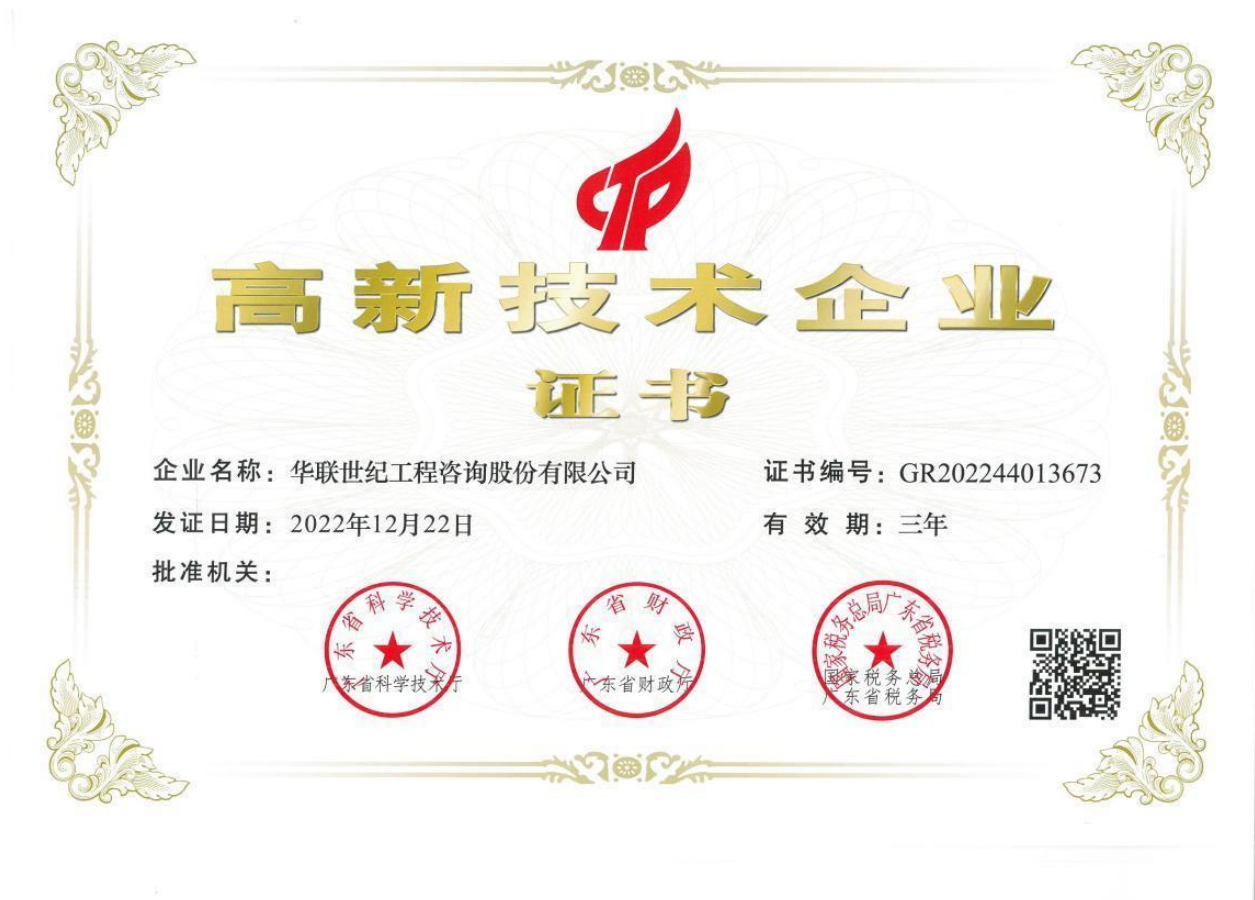 高新技术企业
证书
企业名称：华联世纪工程咨询股份有限公司
证书编号：GR202244013673
发证日期：2022年12月22日
有效期：三年
批准机关：
广东省科学技术厅
广东省科学技术厅
广东省财政厅
广东省财政厅
国家税务总局广东省税务局
国家税务总局
广东省税务局